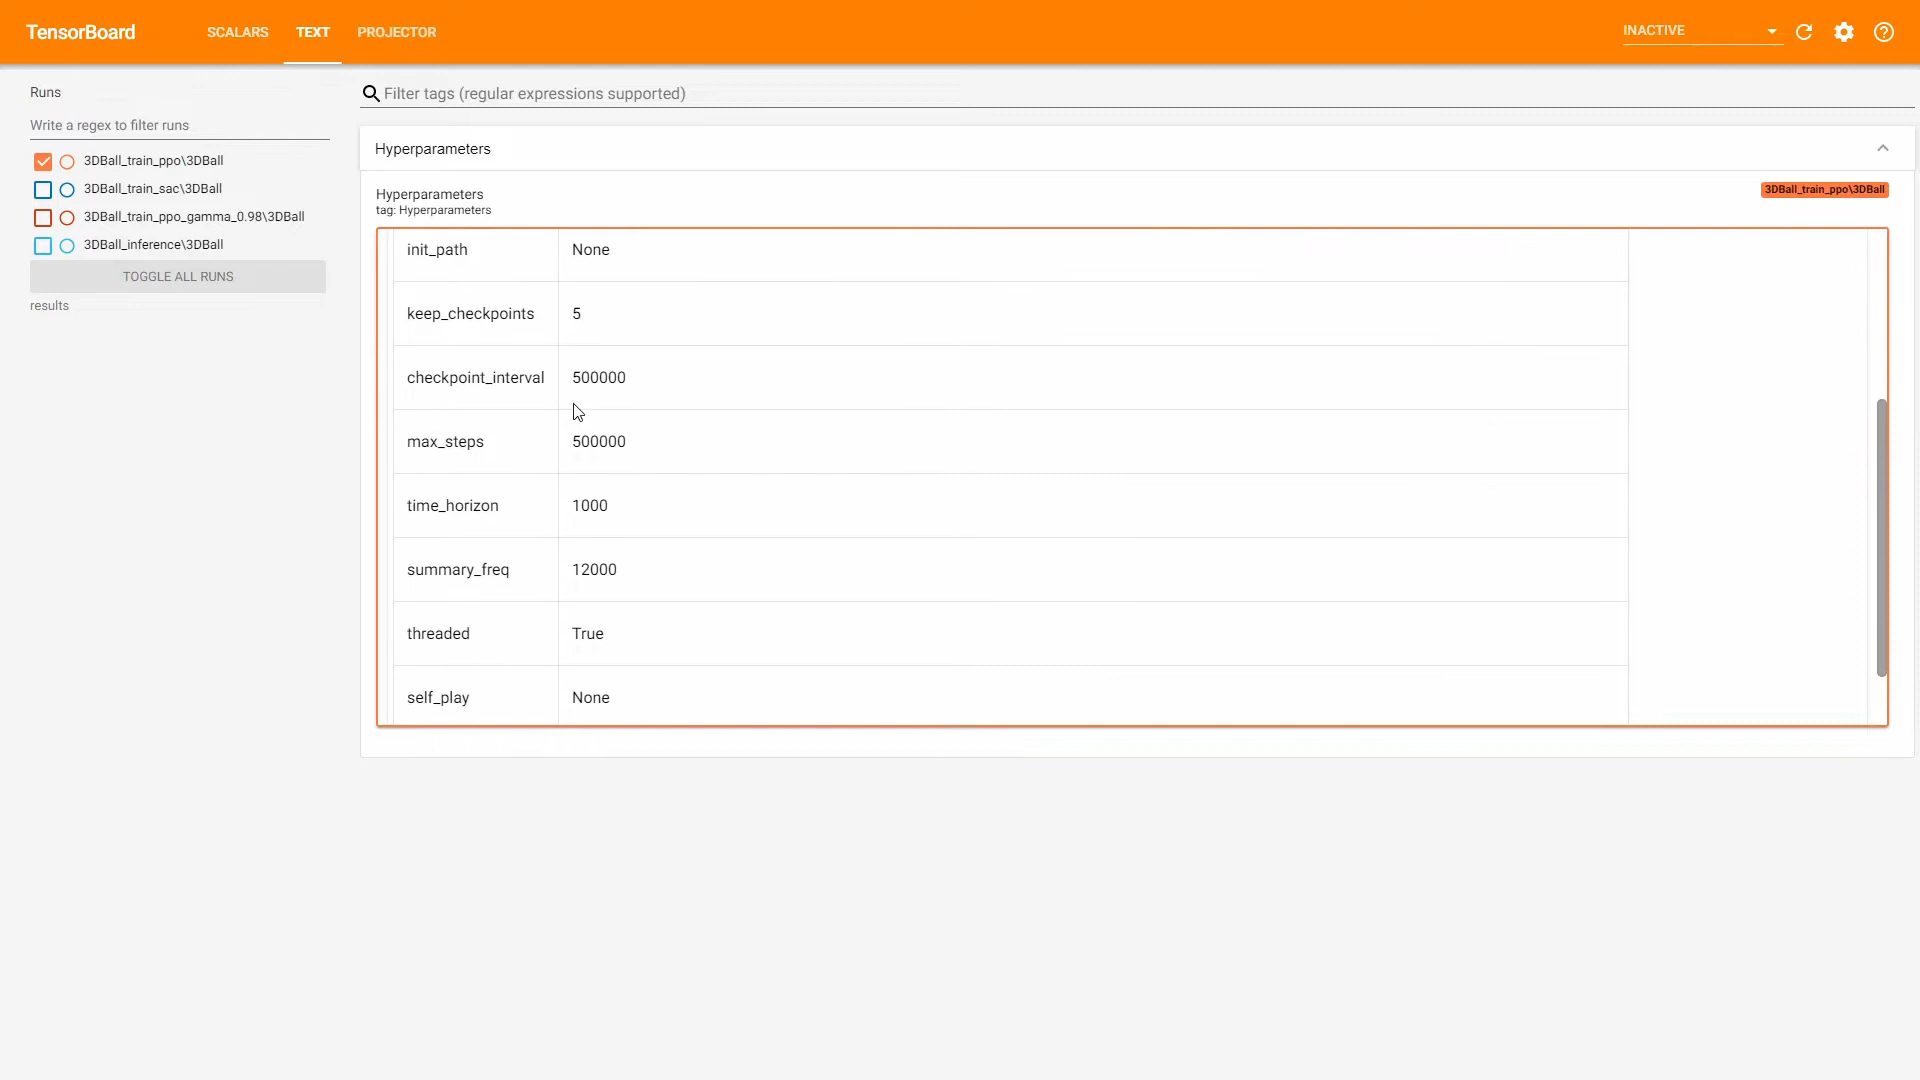 TensorBoard
SCALARS
TEXT
PROJECTOR
INACTIVE
Runs
Write a regex to filter runs
3DBall_train_ppo\3DBall
3DBall_train_sac\3DBall
3DBall_train_ppo_gamma_0.98\3DBall
3DBall_inference\3DBall
TOGGLE ALL RUNS
results
Filter tags (regular expressions supported)
Hyperparameters
Hyperparameters
tag: Hyperparameters
3DBall_train_ppo\3DBall
init_path None
keep_checkpoints 5
checkpoint_interval 500000
max_steps 500000
time_horizon 1000
summary_freq 12000
threaded True
self_play None